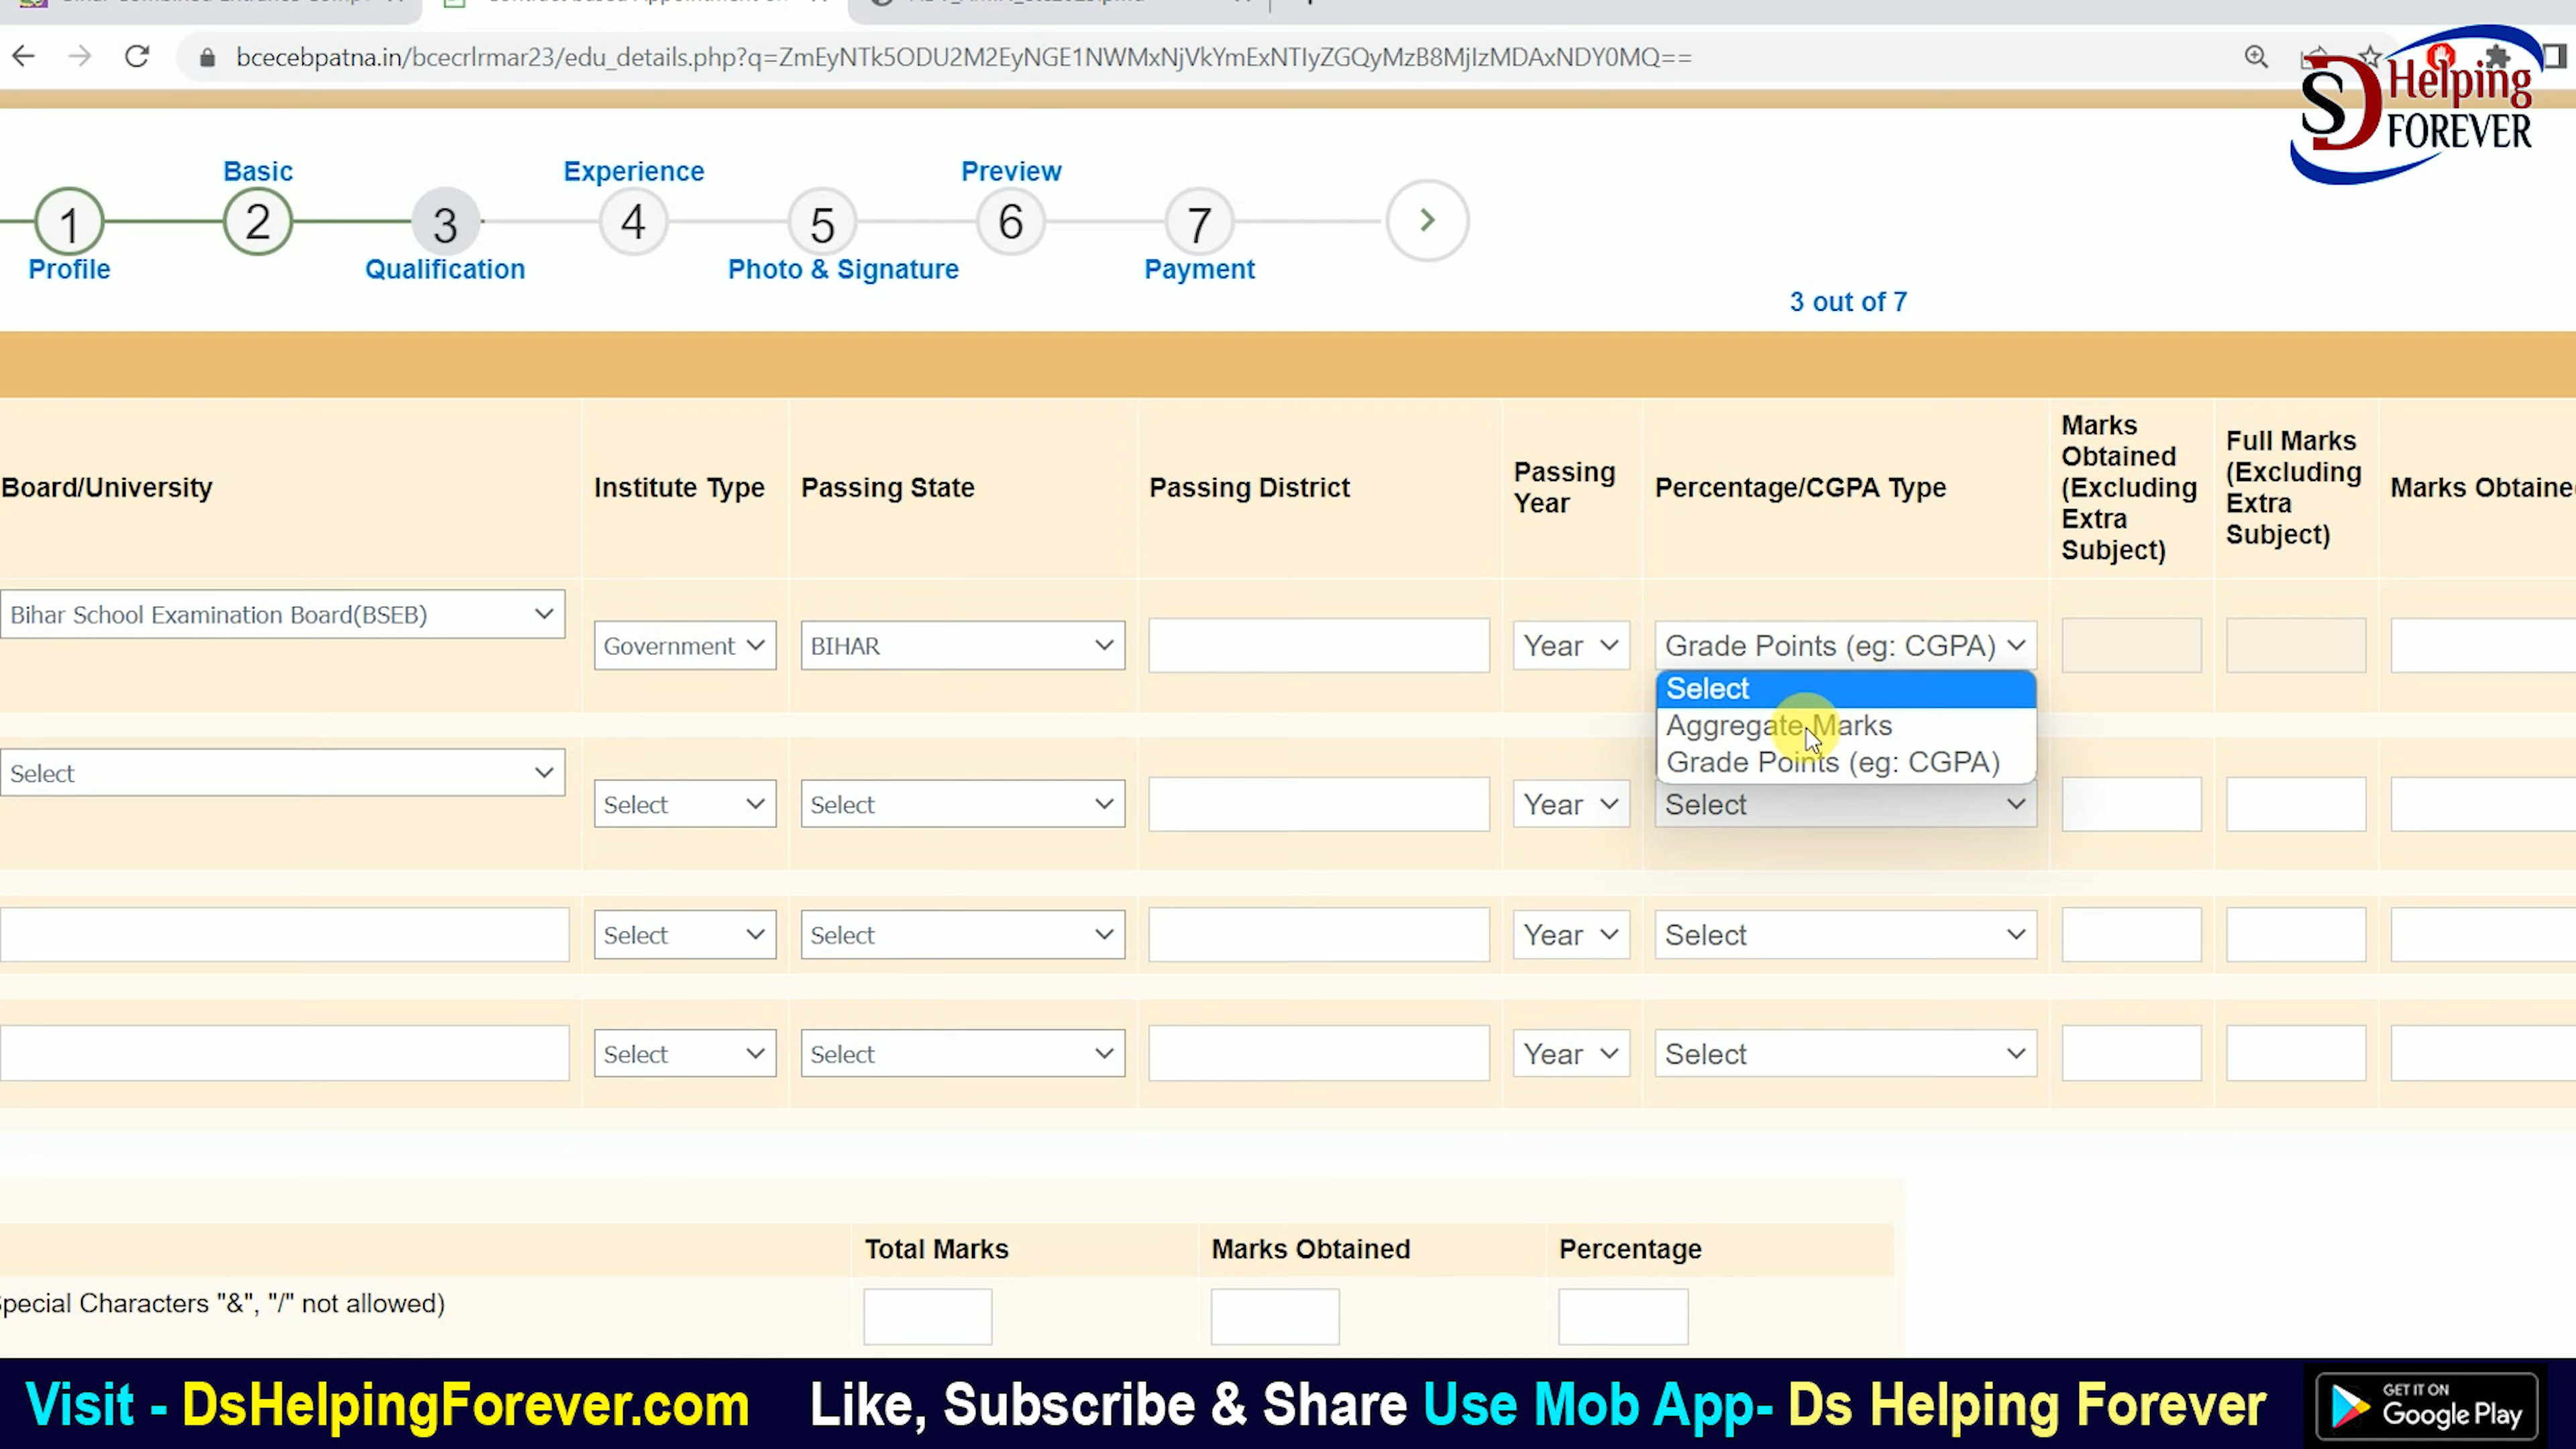 bcecebpatna.in/bcecrlrmar23/edu_details.php?q=ZmEyNTk5ODU2M2EyNGE1NWMxNjVkYmExNTIyZGQyMzB8MjIzMDAxNDY0MQ==
SD Helping
FOREVER
Basic
Experience
Preview
1 2 3 4 5 6 7
Profile
Qualification
Photo & Signature
Payment
3 out of 7
Board/University
Institute Type
Passing State
Passing District
Passing
Year
Percentage/CGPA Type
Marks
Obtained
(Excluding
Extra
Subject)
Full Marks
(Excluding
Extra
Subject)
Marks Obtained
Bihar School Examination Board(BSEB)
Government
BIHAR
Year
Grade Points (eg: CGPA)
Select
Aggregate Marks
Grade Points (eg: CGPA)
Select
Select
Select
Year
Select
Select
Select
Year
Select
Select
Select
Year
Select
Total Marks
Marks Obtained
Percentage
Special Characters "&", "/" not allowed)
Visit - DsHelpingForever.com
Like, Subscribe & Share Use Mob App- Ds Helping Forever
GET IT ON
Google Play